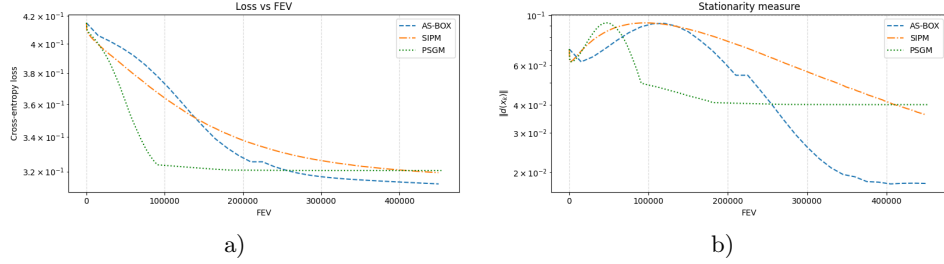 Loss vs FEV
4.2 × 10⁻¹
4 × 10⁻¹
3.8 × 10⁻¹
3.6 × 10⁻¹
3.4 × 10⁻¹
3.2 × 10⁻¹
Cross-entropy loss
AS-BOX
SIPM
PSGM
0 100000 200000 300000 400000
FEV
a)
Stationarity measure
10⁻¹
6 × 10⁻²
4 × 10⁻²
3 × 10⁻²
2 × 10⁻²
‖d(xₖ)‖
AS-BOX
SIPM
PSGM
0 100000 200000 300000 400000
FEV
b)